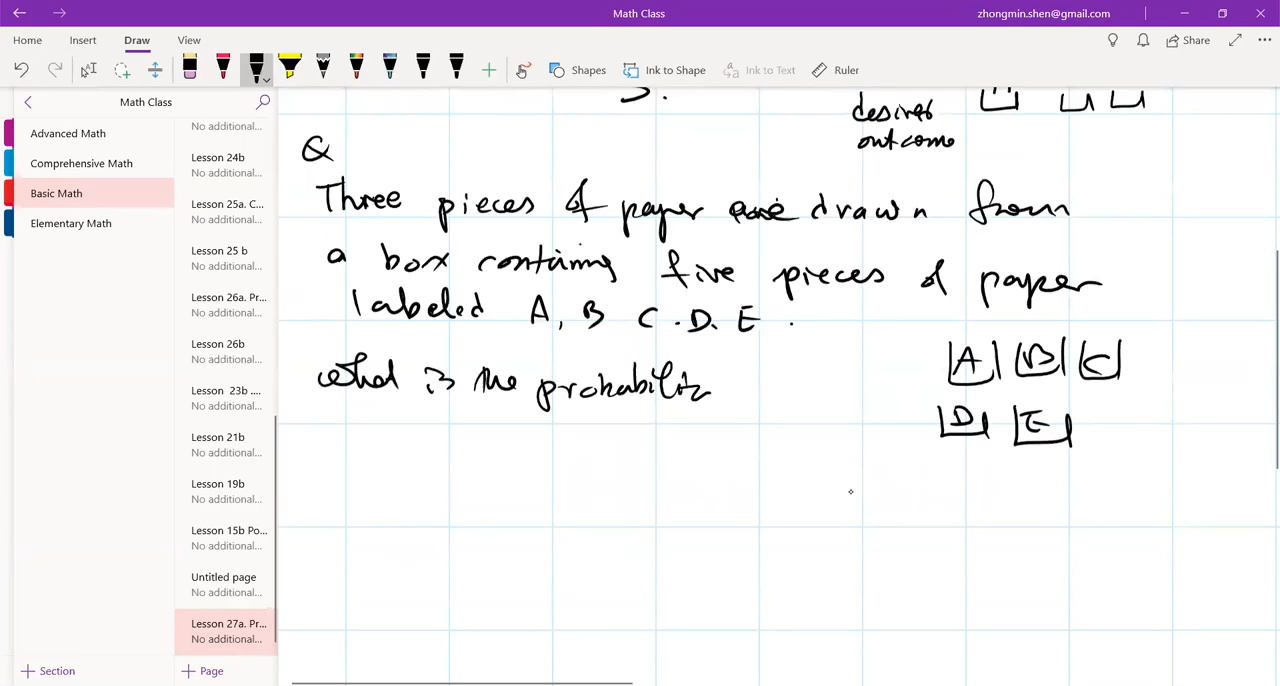 Math Class
zhongmin.shen@gmail.com
Home
Insert
Draw
View
Share
Shapes
Ink to Shape
Ink to Text
Ruler
Math Class
Advanced Math
Comprehensive Math
Basic Math
Elementary Math
No additional...
Lesson 24b
No additional...
Lesson 25a. C...
No additional...
Lesson 25 b
No additional...
Lesson 26a. Pr...
No additional...
Lesson 26b
No additional...
Lesson 23b ....
No additional...
Lesson 21b
No additional...
Lesson 19b
No additional...
Lesson 15b Po...
No additional...
Untitled page
No additional...
Lesson 27a. Pr...
No additional...
Section
Page
desired
outcome
Q
Three pieces of paper are drawn from
a box containing five pieces of paper
labeled A, B C. D. E.
What is the probability
A B C
D E